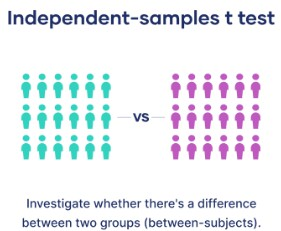 Independent-samples t test
vs
Investigate whether there's a difference
between two groups (between-subjects).